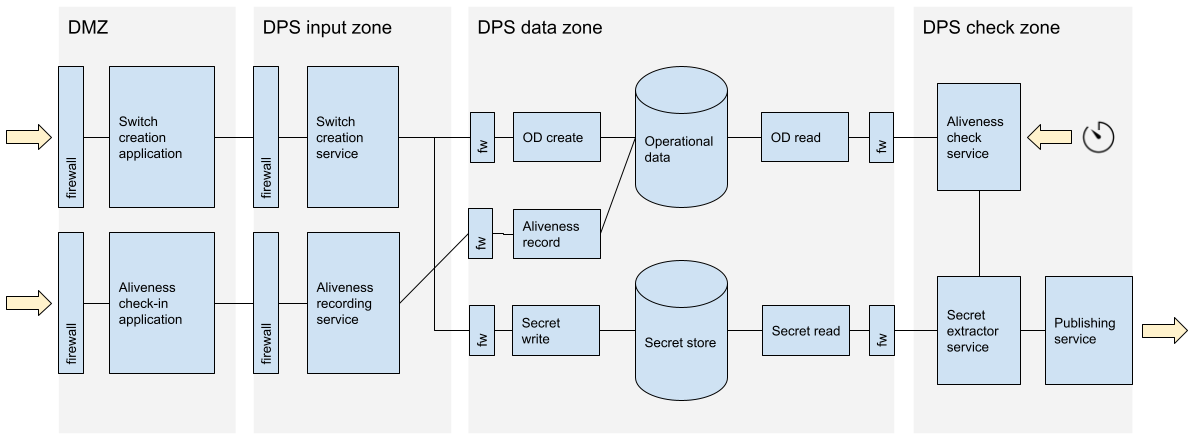 DMZ
DPS input zone
DPS data zone
DPS check zone
firewall
Switch
creation
application
firewall
Switch
creation
service
fw
OD create
Operational
data
OD read
fw
Aliveness
check
service
fw
Aliveness
record
firewall
Aliveness
check-in
application
firewall
Aliveness
recording
service
fw
Secret
write
Secret store
Secret read
fw
Secret
extractor
service
Publishing
service